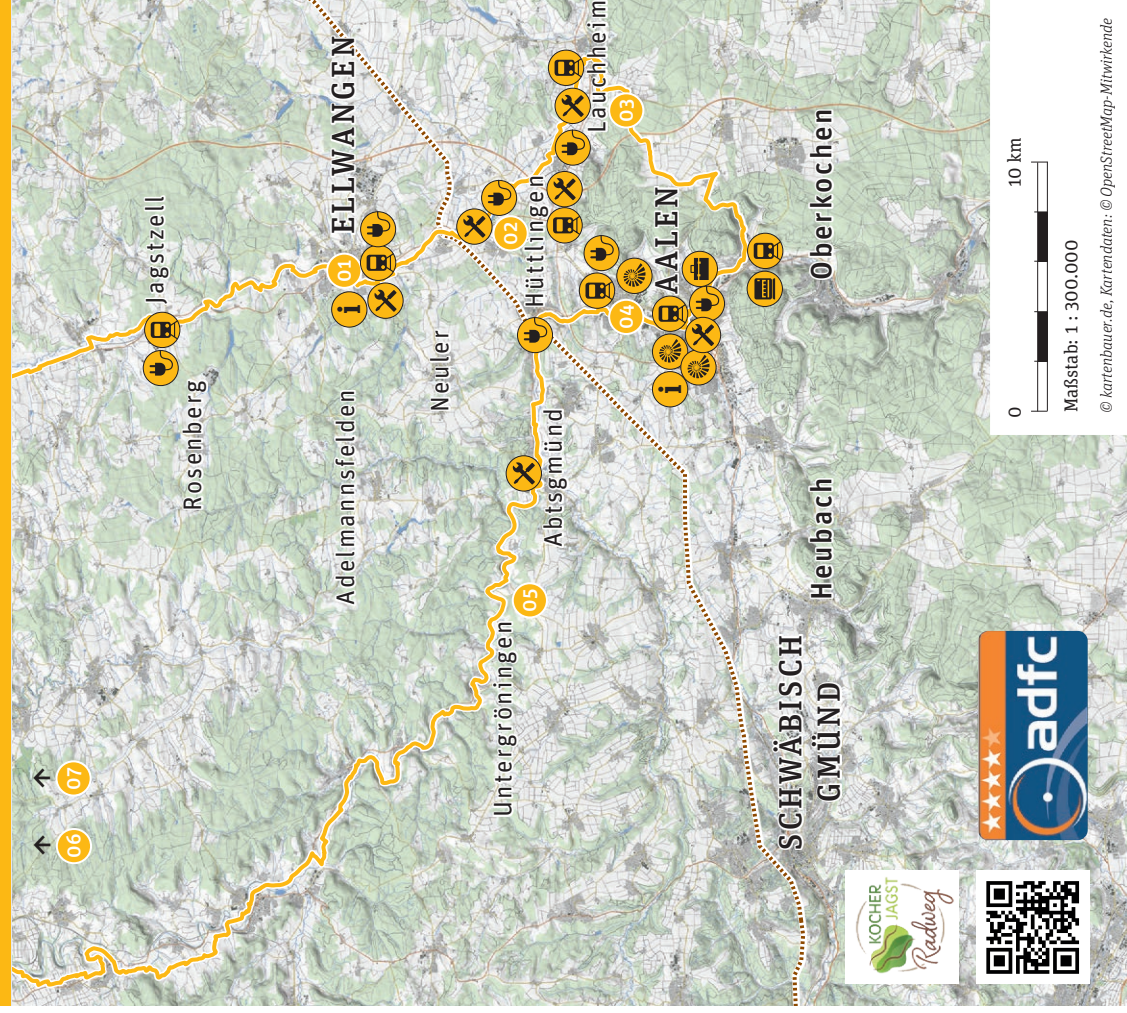 06
07
Jagstzell
Rosenberg
01
ELLWANGEN
Adelmannsfelden
Neuler
Untergröningen
02
05
Hüttlingen
Abtsgmünd
Lauchheim
04
03
AALEN
SCHWÄBISCH
GMÜND
Heubach
Oberkochen
KOCHER
JAGST
Radweg
adfc
0 10 km
Maßstab: 1 : 300.000
© kartenbauer.de, Kartendaten: © OpenStreetMap-Mitwirkende